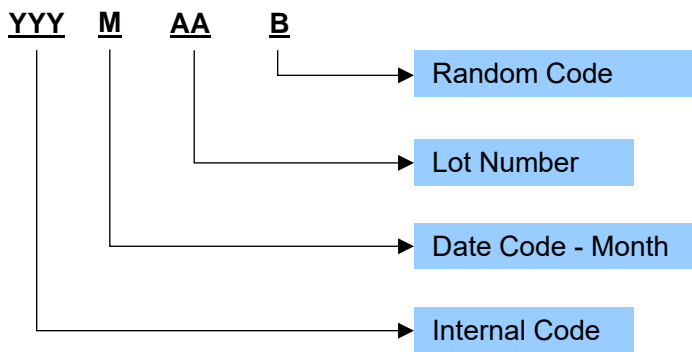 YYY M AA B
Random Code
Lot Number
Date Code - Month
Internal Code